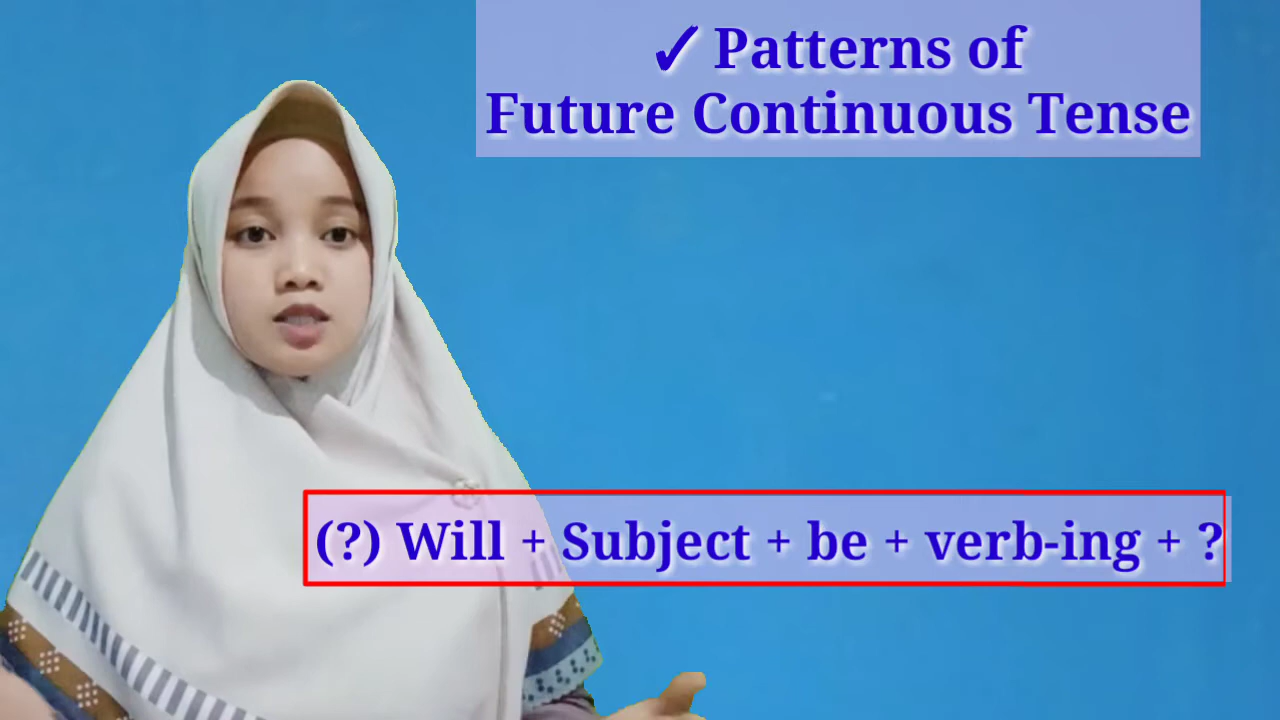 ✓ Patterns of
Future Continuous Tense
(?) Will + Subject + be + verb-ing + ?